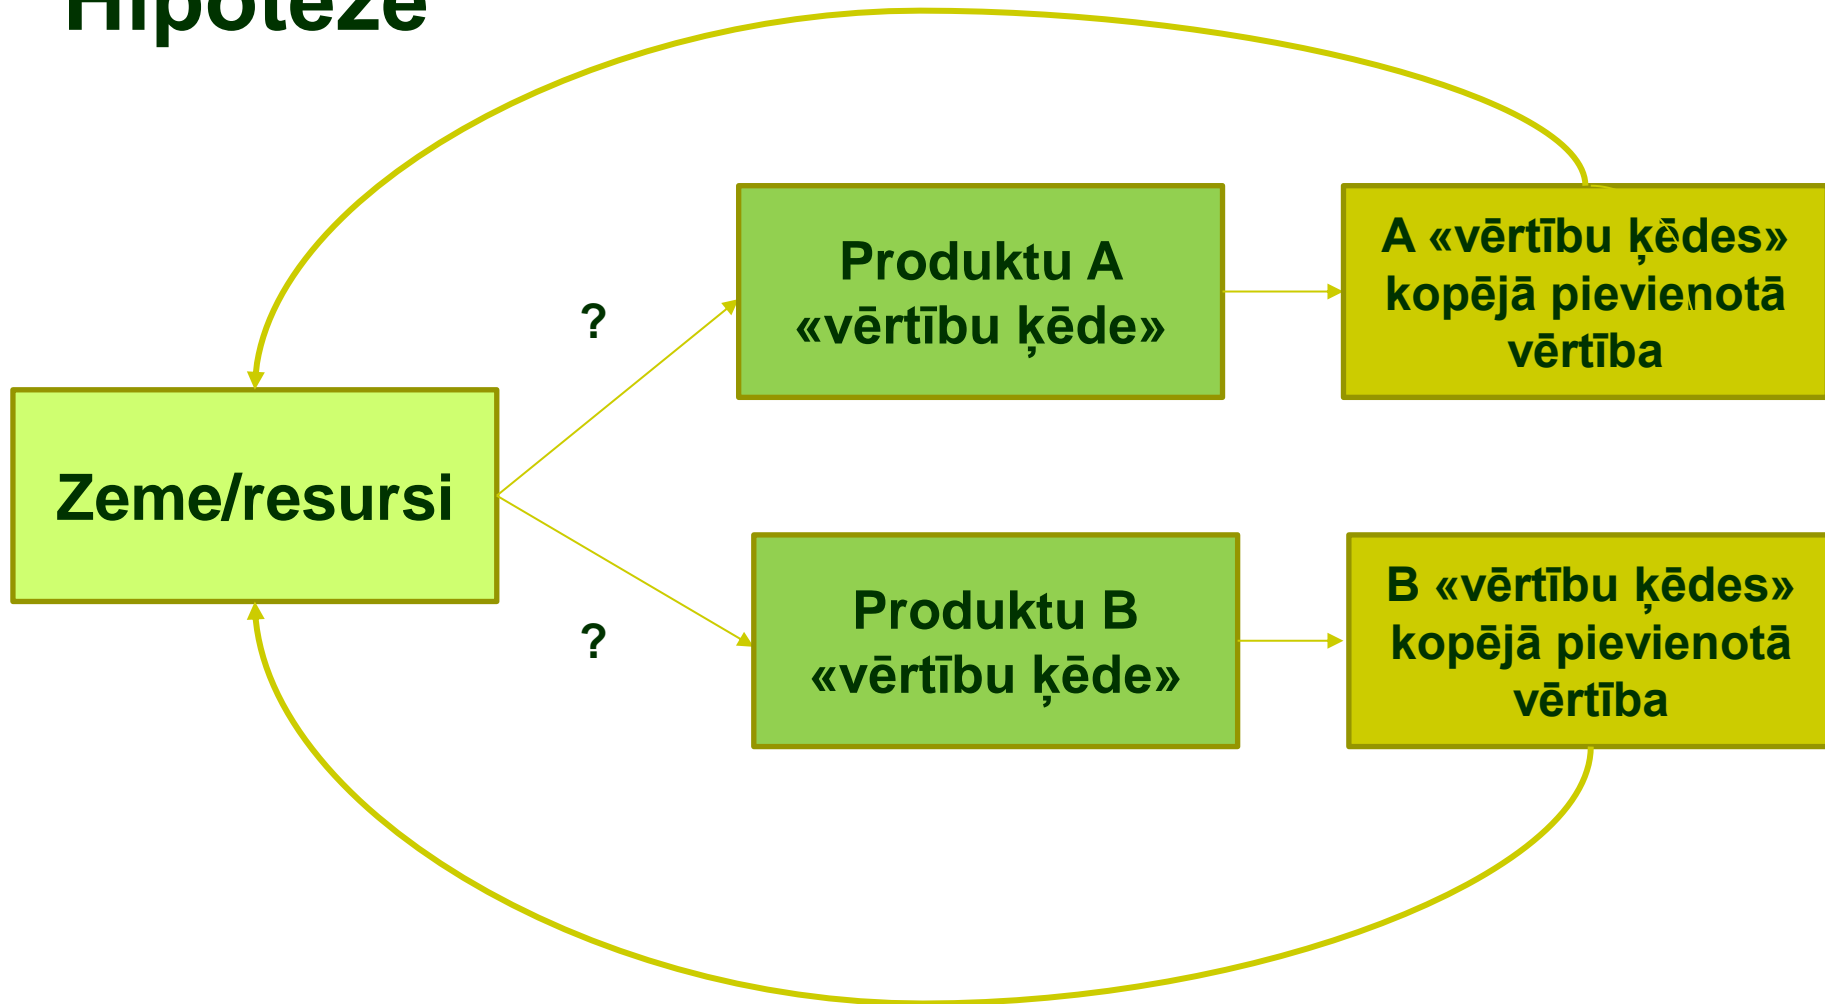 Hipotēze
?
Produktu A
«vērtību ķēde»
A «vērtību ķēdes»
kopējā pievienotā
vērtība
Zeme/resursi
?
Produktu B
«vērtību ķēde»
B «vērtību ķēdes»
kopējā pievienotā
vērtība